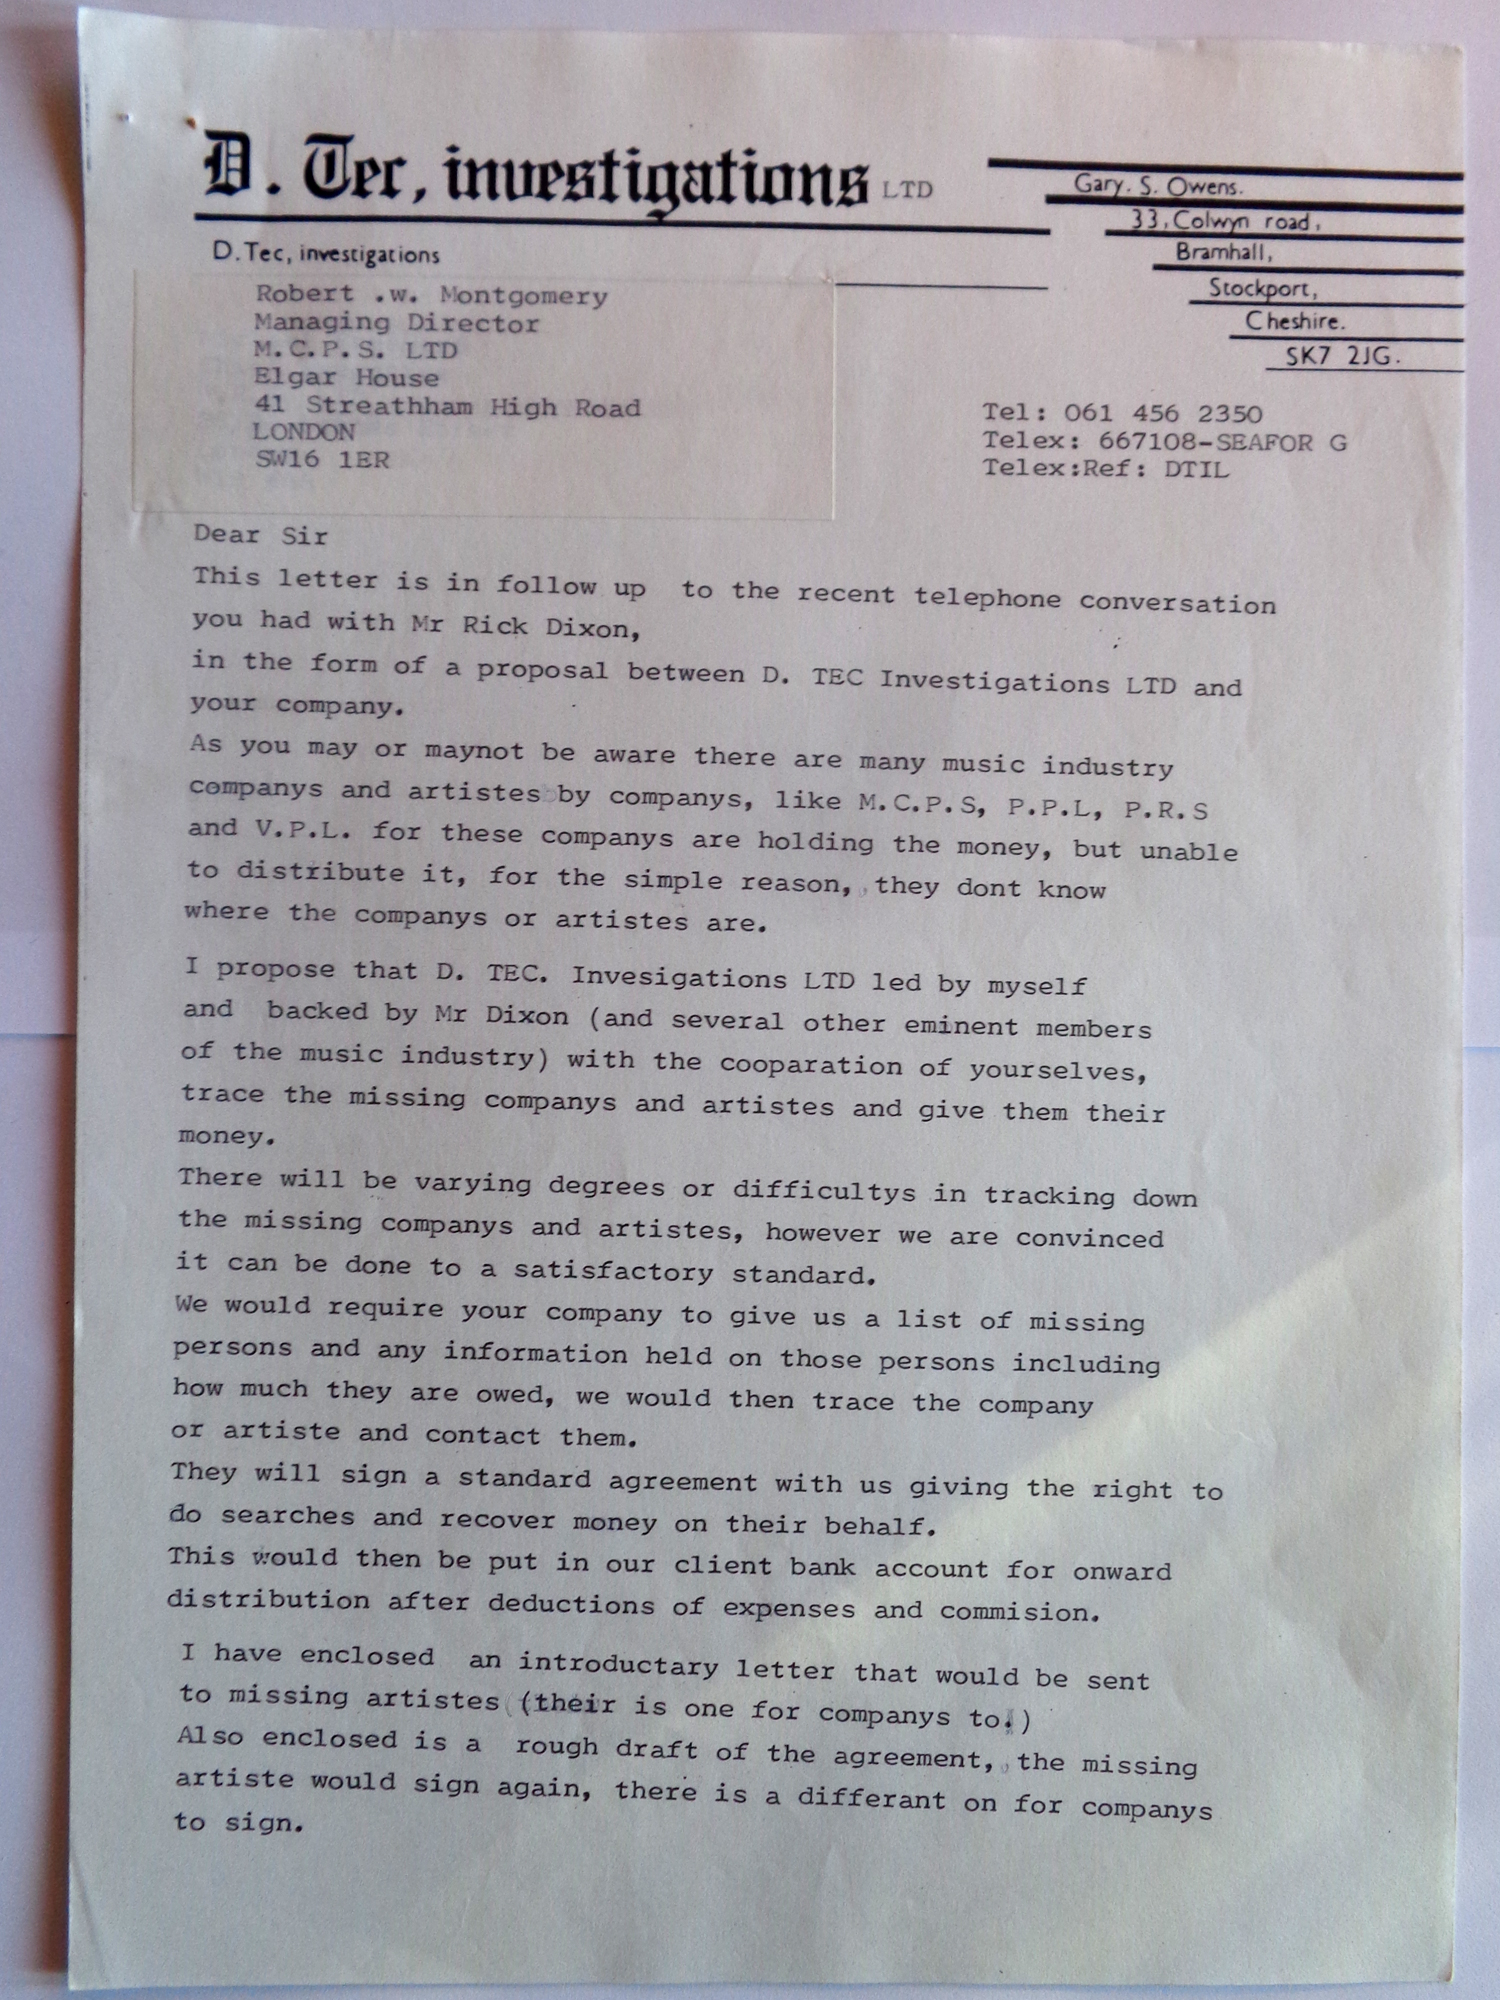 D. Tec, investigations LTD
Gary. S. Owens.
33, Colwyn road,
Bramhall,
Stockport,
Cheshire.
SK7 2JG.
D. Tec, investigations
Robert .w. Montgomery
Managing Director
M.C.P.S. LTD
Elgar House
41 Streathham High Road
LONDON
SW16 1ER
Tel: 061 456 2350
Telex: 667108-SEAFOR G
Telex:Ref: DTIL
Dear Sir
This letter is in follow up to the recent telephone conversation
you had with Mr Rick Dixon,
in the form of a proposal between D. TEC Investigations LTD and
your company.
As you may or maynot be aware there are many music industry
companys and artistes by companys, like M.C.P.S, P.P.L, P.R.S
and V.P.L. for these companys are holding the money, but unable
to distribute it, for the simple reason, they dont know
where the companys or artistes are.
I propose that D. TEC. Invesigations LTD led by myself
and backed by Mr Dixon (and several other eminent members
of the music industry) with the cooparation of yourselves,
trace the missing companys and artistes and give them their
money.
There will be varying degrees or difficultys in tracking down
the missing companys and artistes, however we are convinced
it can be done to a satisfactory standard.
We would require your company to give us a list of missing
persons and any information held on those persons including
how much they are owed, we would then trace the company
or artiste and contact them.
They will sign a standard agreement with us giving the right to
do searches and recover money on their behalf.
This would then be put in our client bank account for onward
distribution after deductions of expenses and commision.
I have enclosed an introductary letter that would be sent
to missing artistes (their is one for companys to.)
Also enclosed is a rough draft of the agreement, the missing
artiste would sign again, there is a differant on for companys
to sign.